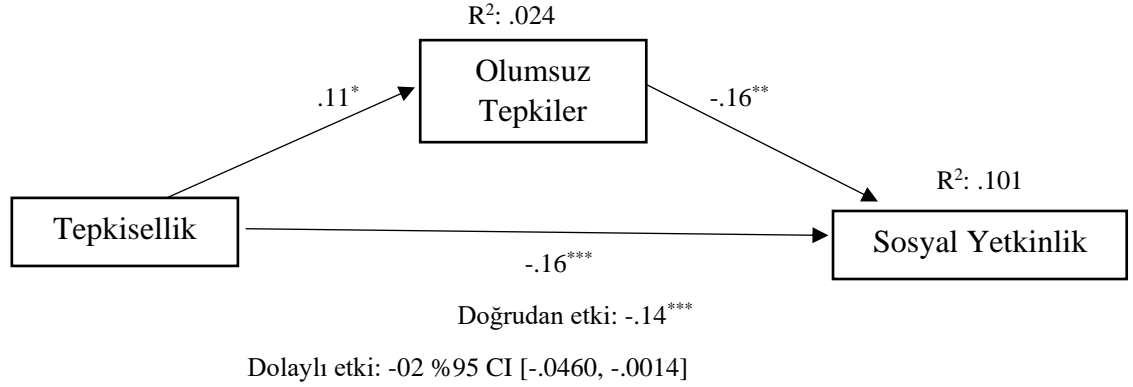 R²: .024
Olumsuz
Tepkiler
.11*
-.16**
R²: .101
Tepkisellik
Sosyal Yetkinlik
-.16***
Doğrudan etki: -.14***
Dolaylı etki: -02 %95 CI [-.0460, -.0014]